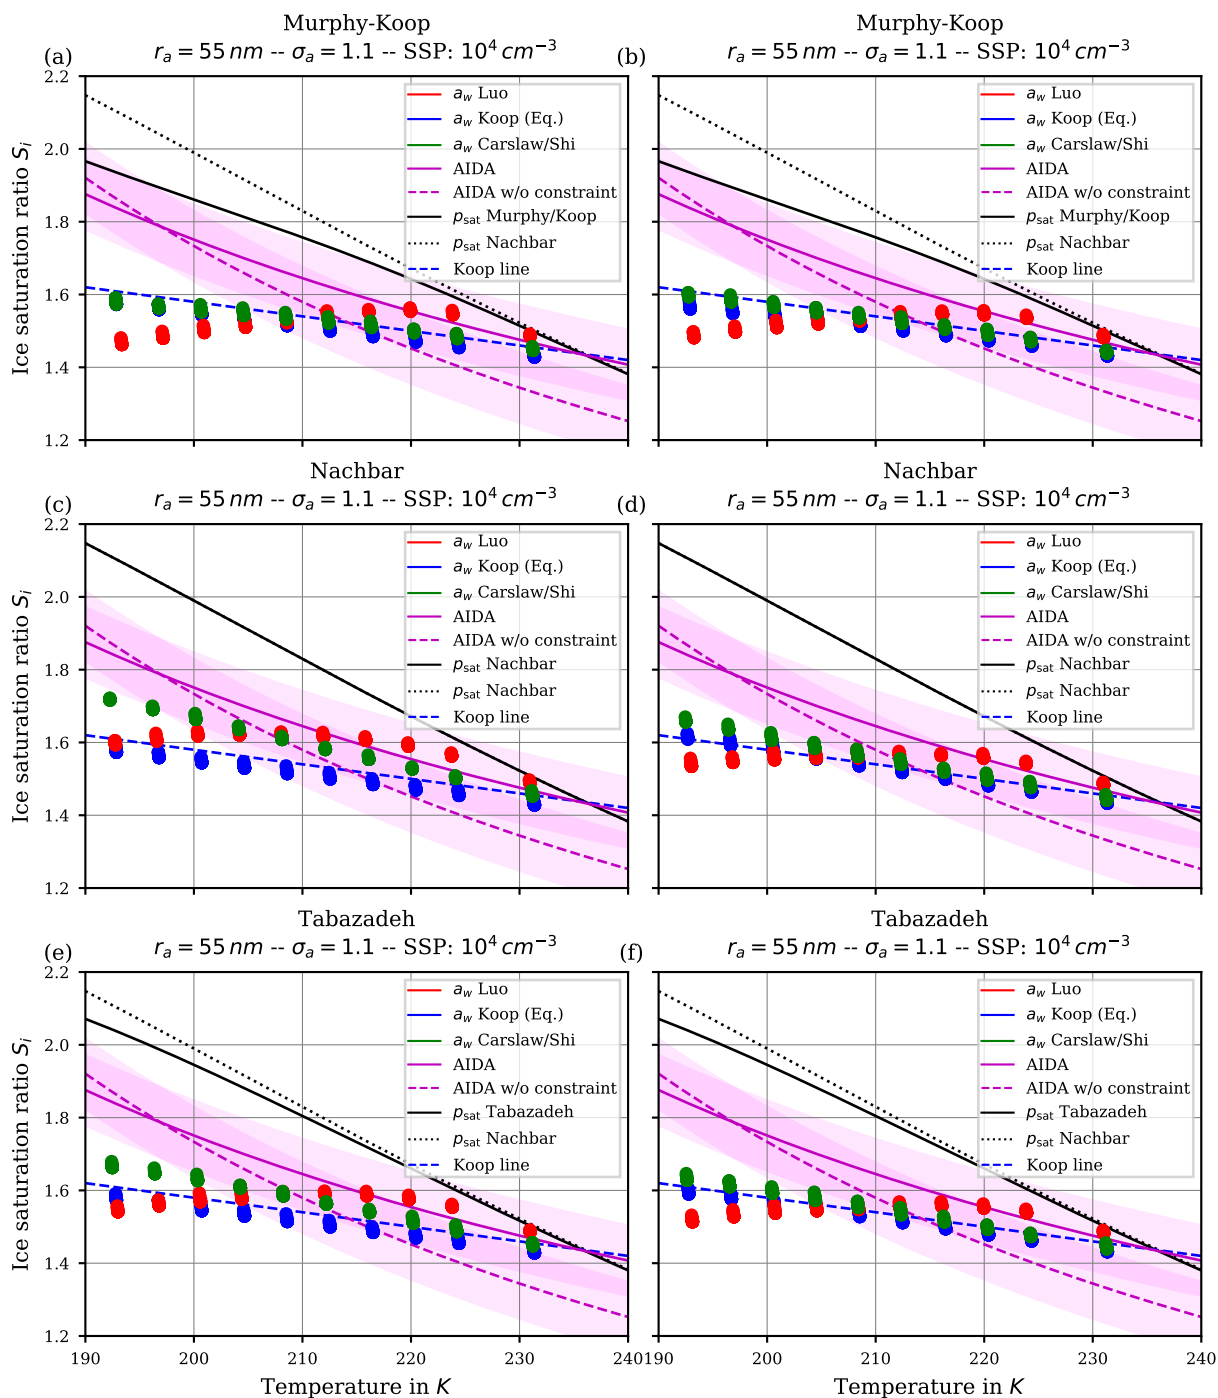 Murphy-Koop
(a) r_a = 55 nm -- σ_a = 1.1 -- SSP: 10^4 cm^−3
2.2
2.0
1.8
1.6
1.4
1.2
Ice saturation ratio S_i
a_w Luo
a_w Koop (Eq.)
a_w Carslaw/Shi
AIDA
AIDA w/o constraint
p_sat Murphy/Koop
p_sat Nachbar
Koop line
Murphy-Koop
(b) r_a = 55 nm -- σ_a = 1.1 -- SSP: 10^4 cm^−3
a_w Luo
a_w Koop (Eq.)
a_w Carslaw/Shi
AIDA
AIDA w/o constraint
p_sat Murphy/Koop
p_sat Nachbar
Koop line
Nachbar
(c) r_a = 55 nm -- σ_a = 1.1 -- SSP: 10^4 cm^−3
2.2
2.0
1.8
1.6
1.4
1.2
Ice saturation ratio S_i
a_w Luo
a_w Koop (Eq.)
a_w Carslaw/Shi
AIDA
AIDA w/o constraint
p_sat Nachbar
p_sat Nachbar
Koop line
Nachbar
(d) r_a = 55 nm -- σ_a = 1.1 -- SSP: 10^4 cm^−3
a_w Luo
a_w Koop (Eq.)
a_w Carslaw/Shi
AIDA
AIDA w/o constraint
p_sat Nachbar
p_sat Nachbar
Koop line
Tabazadeh
(e) r_a = 55 nm -- σ_a = 1.1 -- SSP: 10^4 cm^−3
2.2
2.0
1.8
1.6
1.4
1.2
Ice saturation ratio S_i
a_w Luo
a_w Koop (Eq.)
a_w Carslaw/Shi
AIDA
AIDA w/o constraint
p_sat Tabazadeh
p_sat Nachbar
Koop line
190 200 210 220 230 240
Temperature in K
Tabazadeh
(f) r_a = 55 nm -- σ_a = 1.1 -- SSP: 10^4 cm^−3
a_w Luo
a_w Koop (Eq.)
a_w Carslaw/Shi
AIDA
AIDA w/o constraint
p_sat Tabazadeh
p_sat Nachbar
Koop line
190 200 210 220 230 240
Temperature in K